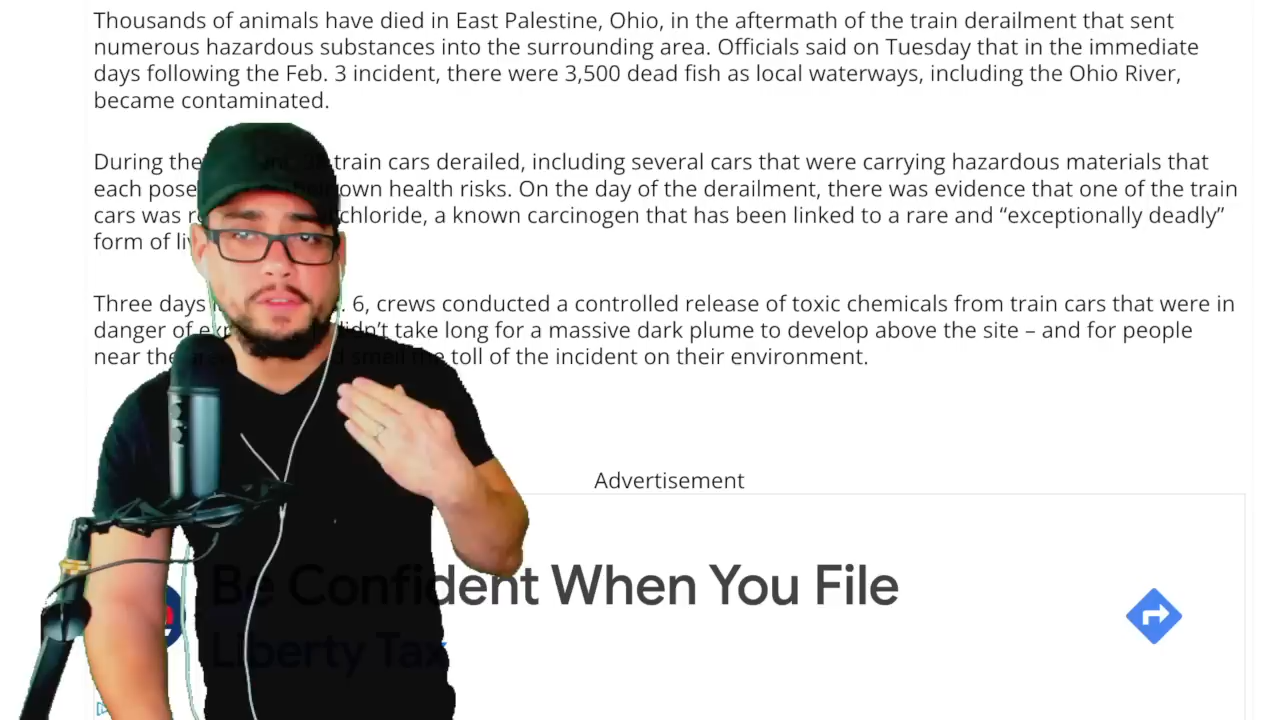 Thousands of animals have died in East Palestine, Ohio, in the aftermath of the train derailment that sent
numerous hazardous substances into the surrounding area. Officials said on Tuesday that in the immediate
days following the Feb. 3 incident, there were 3,500 dead fish as local waterways, including the Ohio River,
became contaminated.
During the train cars derailed, including several cars that were carrying hazardous materials that
each own health risks. On the day of the derailment, there was evidence that one of the train
cars was chloride, a known carcinogen that has been linked to a rare and “exceptionally deadly”
form of
Three days 6, crews conducted a controlled release of toxic chemicals from train cars that were in
danger of didn't take long for a massive dark plume to develop above the site – and for people
near the smell the toll of the incident on their environment.
Advertisement
Be Confident When You File
Liberty Tax